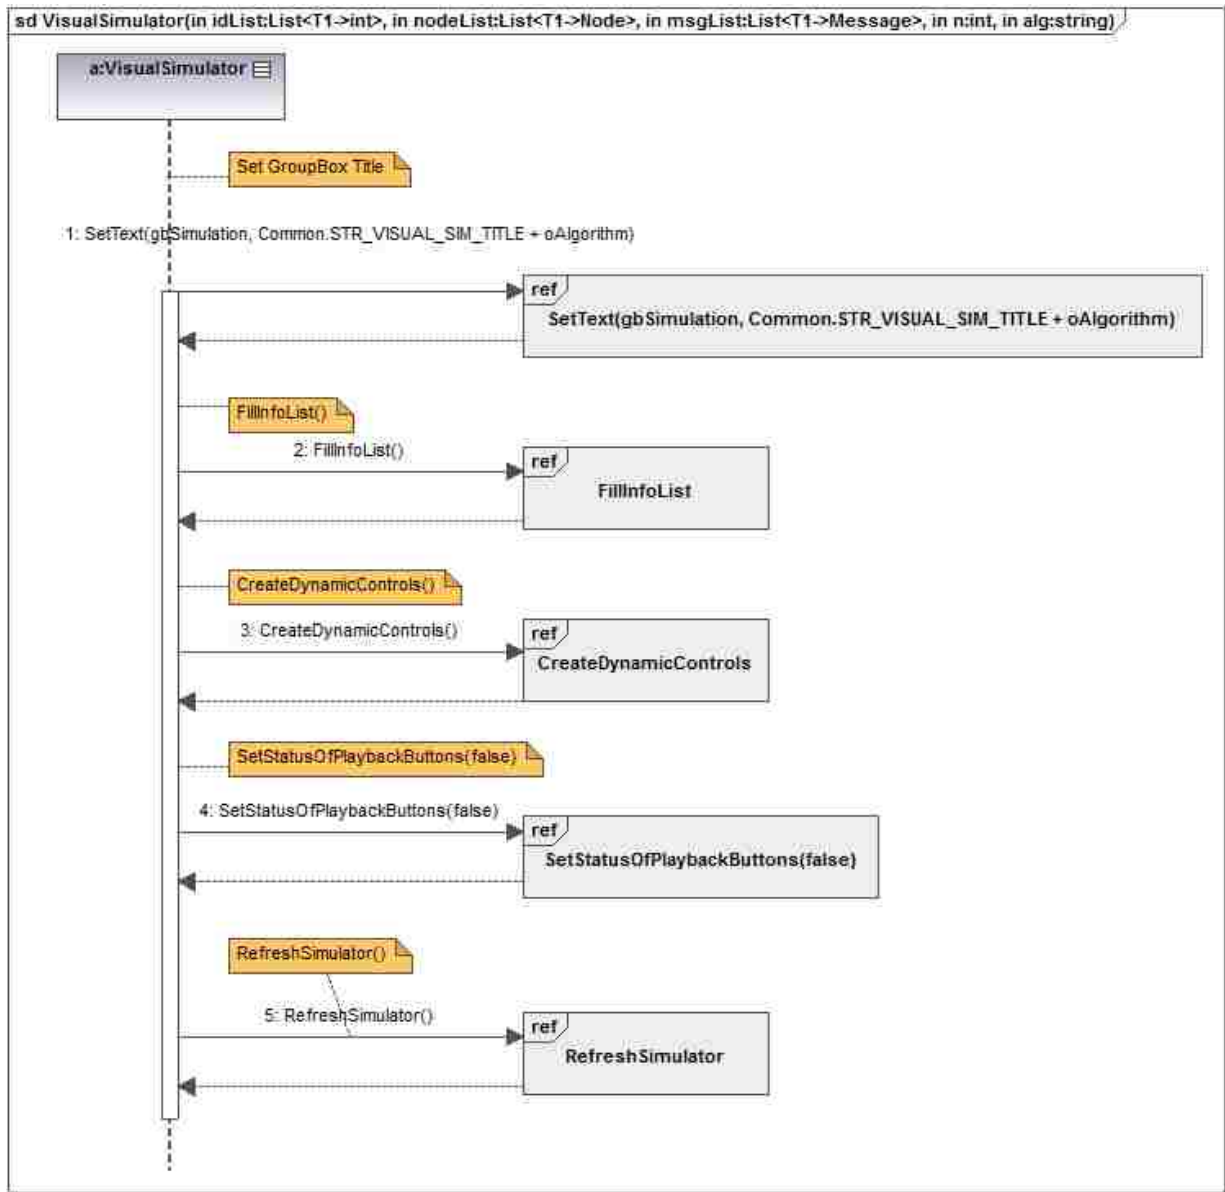 sd VisualSimulator(in idList:List<T1->int>, in nodeList:List<T1->Node>, in msgList:List<T1->Message>, in n:int, in alg:string)
a:VisualSimulator
Set GroupBox Title
1: SetText(gbSimulation, Common.STR_VISUAL_SIM_TITLE + oAlgorithm)
ref
SetText(gbSimulation, Common.STR_VISUAL_SIM_TITLE + oAlgorithm)
FillInfoList()
2: FillInfoList()
ref
FillInfoList
CreateDynamicControls()
3: CreateDynamicControls()
ref
CreateDynamicControls
SetStatusOfPlaybackButtons(false)
4: SetStatusOfPlaybackButtons(false)
ref
SetStatusOfPlaybackButtons(false)
RefreshSimulator()
5: RefreshSimulator()
ref
RefreshSimulator